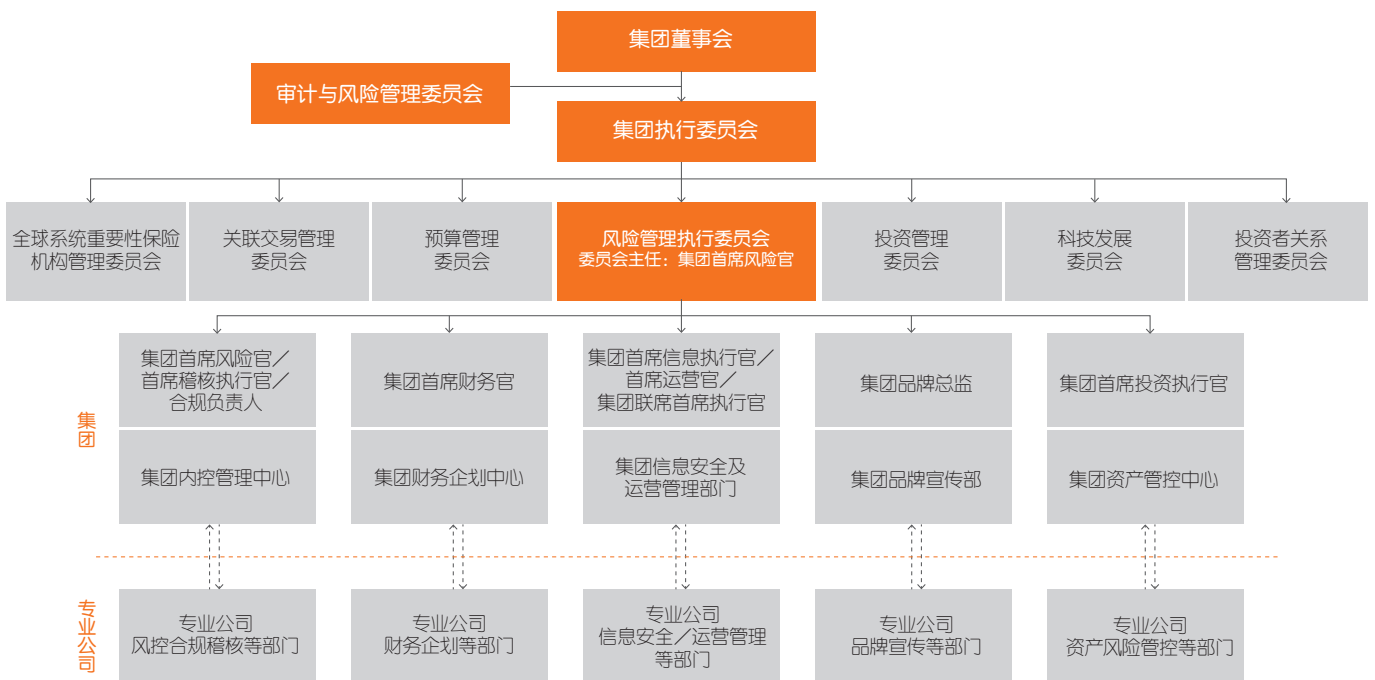 集团董事会
审计与风险管理委员会
集团执行委员会
全球系统重要性保险
机构管理委员会
关联交易管理
委员会
预算管理
委员会
风险管理执行委员会
委员会主任：集团首席风险官
投资管理
委员会
科技发展
委员会
投资者关系
管理委员会
集团
集团首席风险官／
首席稽核执行官／
合规负责人
集团首席财务官
集团首席信息执行官／
首席运营官／
集团联席首席执行官
集团品牌总监
集团首席投资执行官
集团内控管理中心
集团财务企划中心
集团信息安全及
运营管理部门
集团品牌宣传部
集团资产管控中心
专业公司
专业公司
风控合规稽核等部门
专业公司
财务企划等部门
专业公司
信息安全／运营管理
等部门
专业公司
品牌宣传等部门
专业公司
资产风险管控等部门